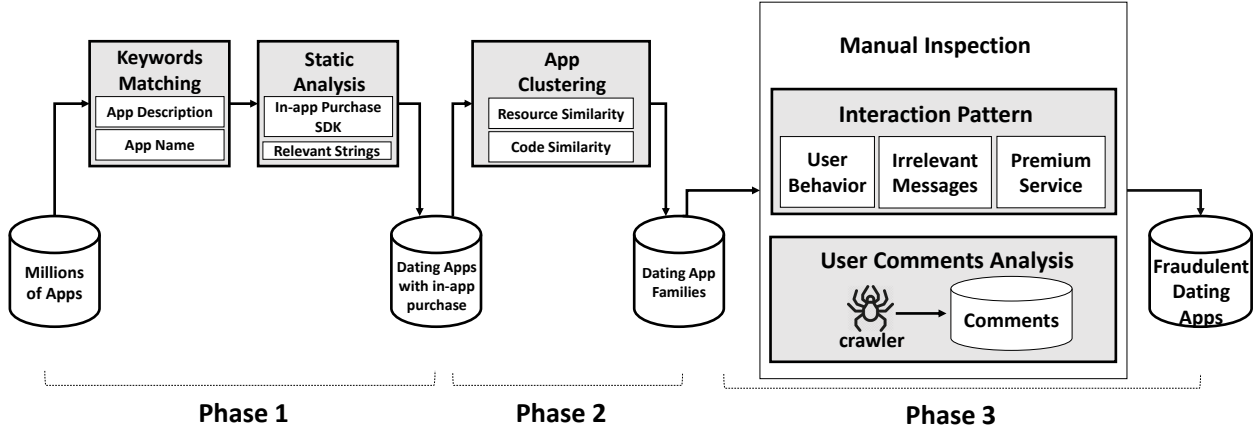 Keywords
Matching
App Description
App Name
Static
Analysis
In-app Purchase
SDK
Relevant Strings
Millions
of Apps
Dating Apps
with in-app
purchase
App
Clustering
Resource Similarity
Code Similarity
Dating App
Families
Manual Inspection
Interaction Pattern
User
Behavior
Irrelevant
Messages
Premium
Service
User Comments Analysis
crawler
Comments
Fraudulent
Dating
Apps
Phase 1
Phase 2
Phase 3